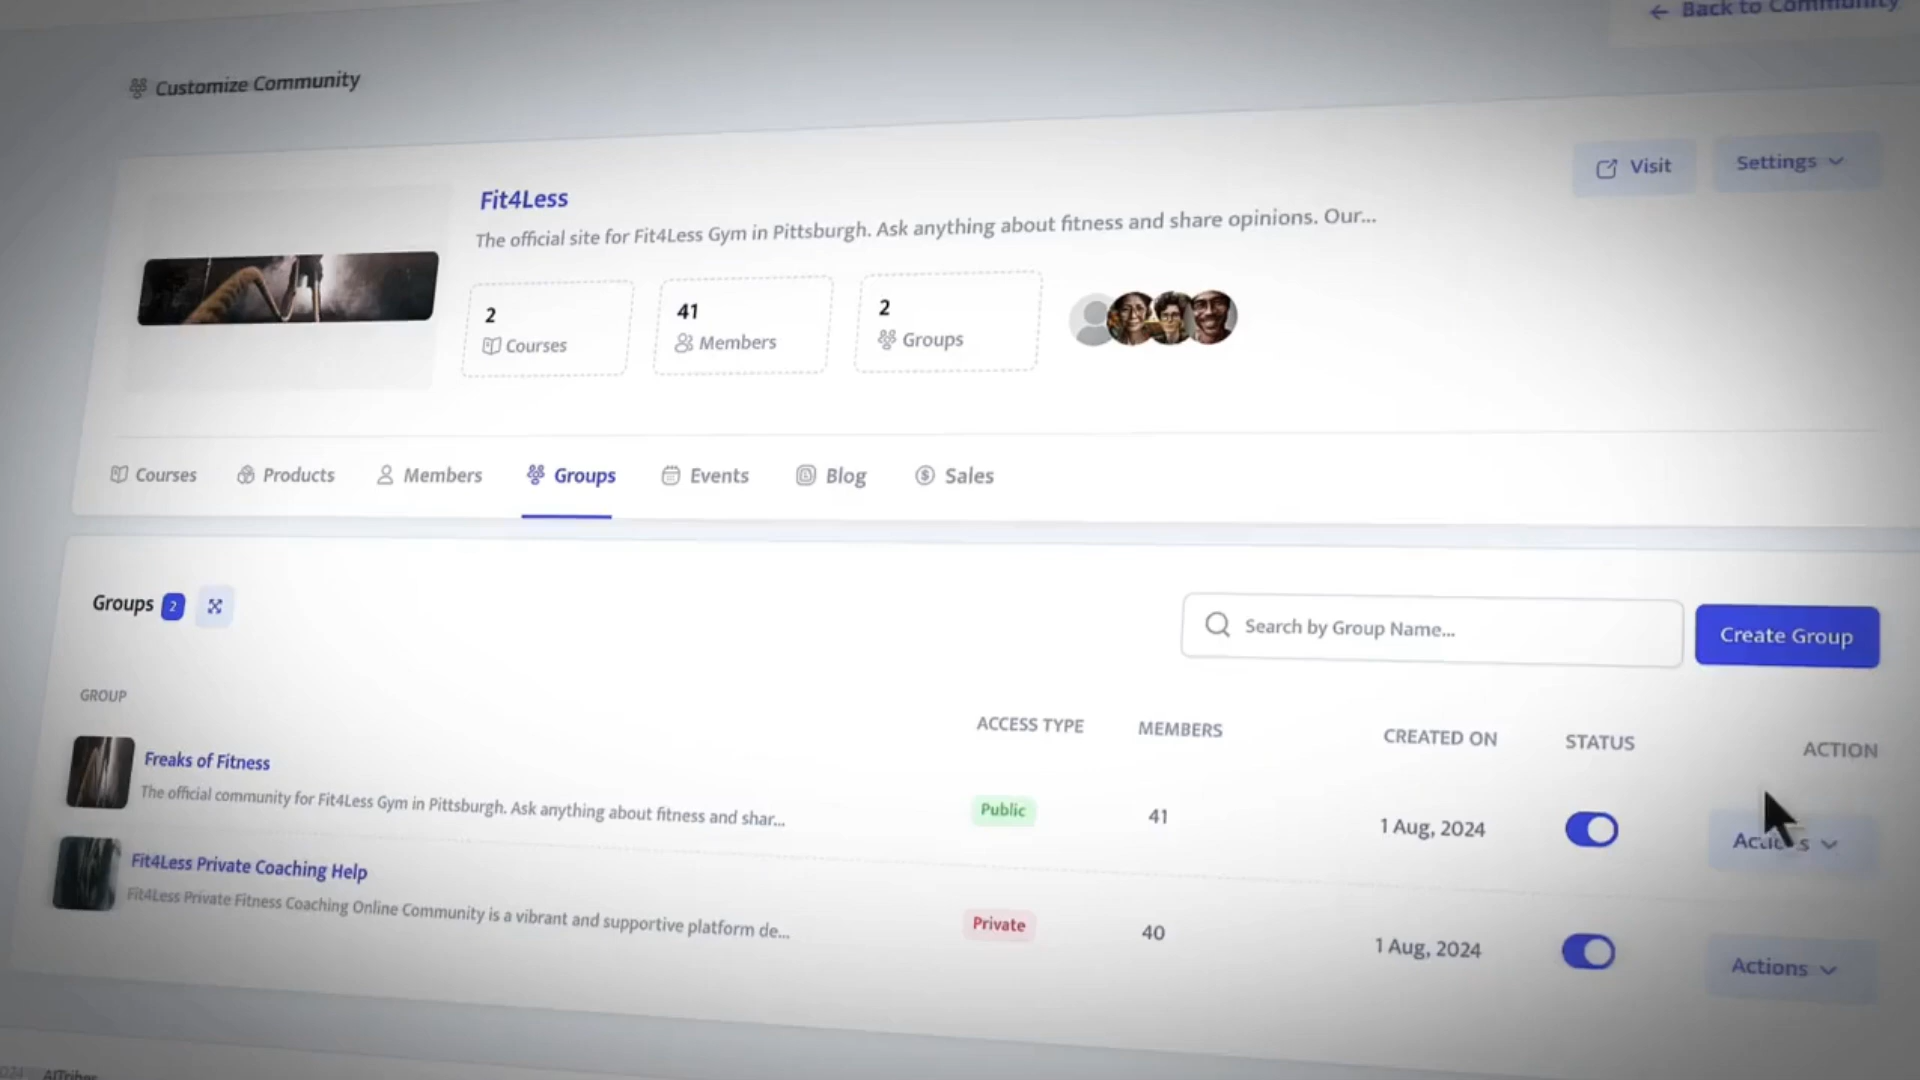 ← Back to Community
Customize Community
Fit4Less
The official site for Fit4Less Gym in Pittsburgh. Ask anything about fitness and share opinions. Our...
Visit
Settings
2
Courses
41
Members
2
Groups
Courses
Products
Members
Groups
Events
Blog
Sales
Groups 2
Search by Group Name...
Create Group
GROUP
ACCESS TYPE
MEMBERS
CREATED ON
STATUS
ACTION
Freaks of Fitness
The official community for Fit4Less Gym in Pittsburgh. Ask anything about fitness and shar...
Public
41
1 Aug, 2024
Actions
Fit4Less Private Coaching Help
Fit4Less Private Fitness Coaching Online Community is a vibrant and supportive platform de...
Private
40
1 Aug, 2024
Actions